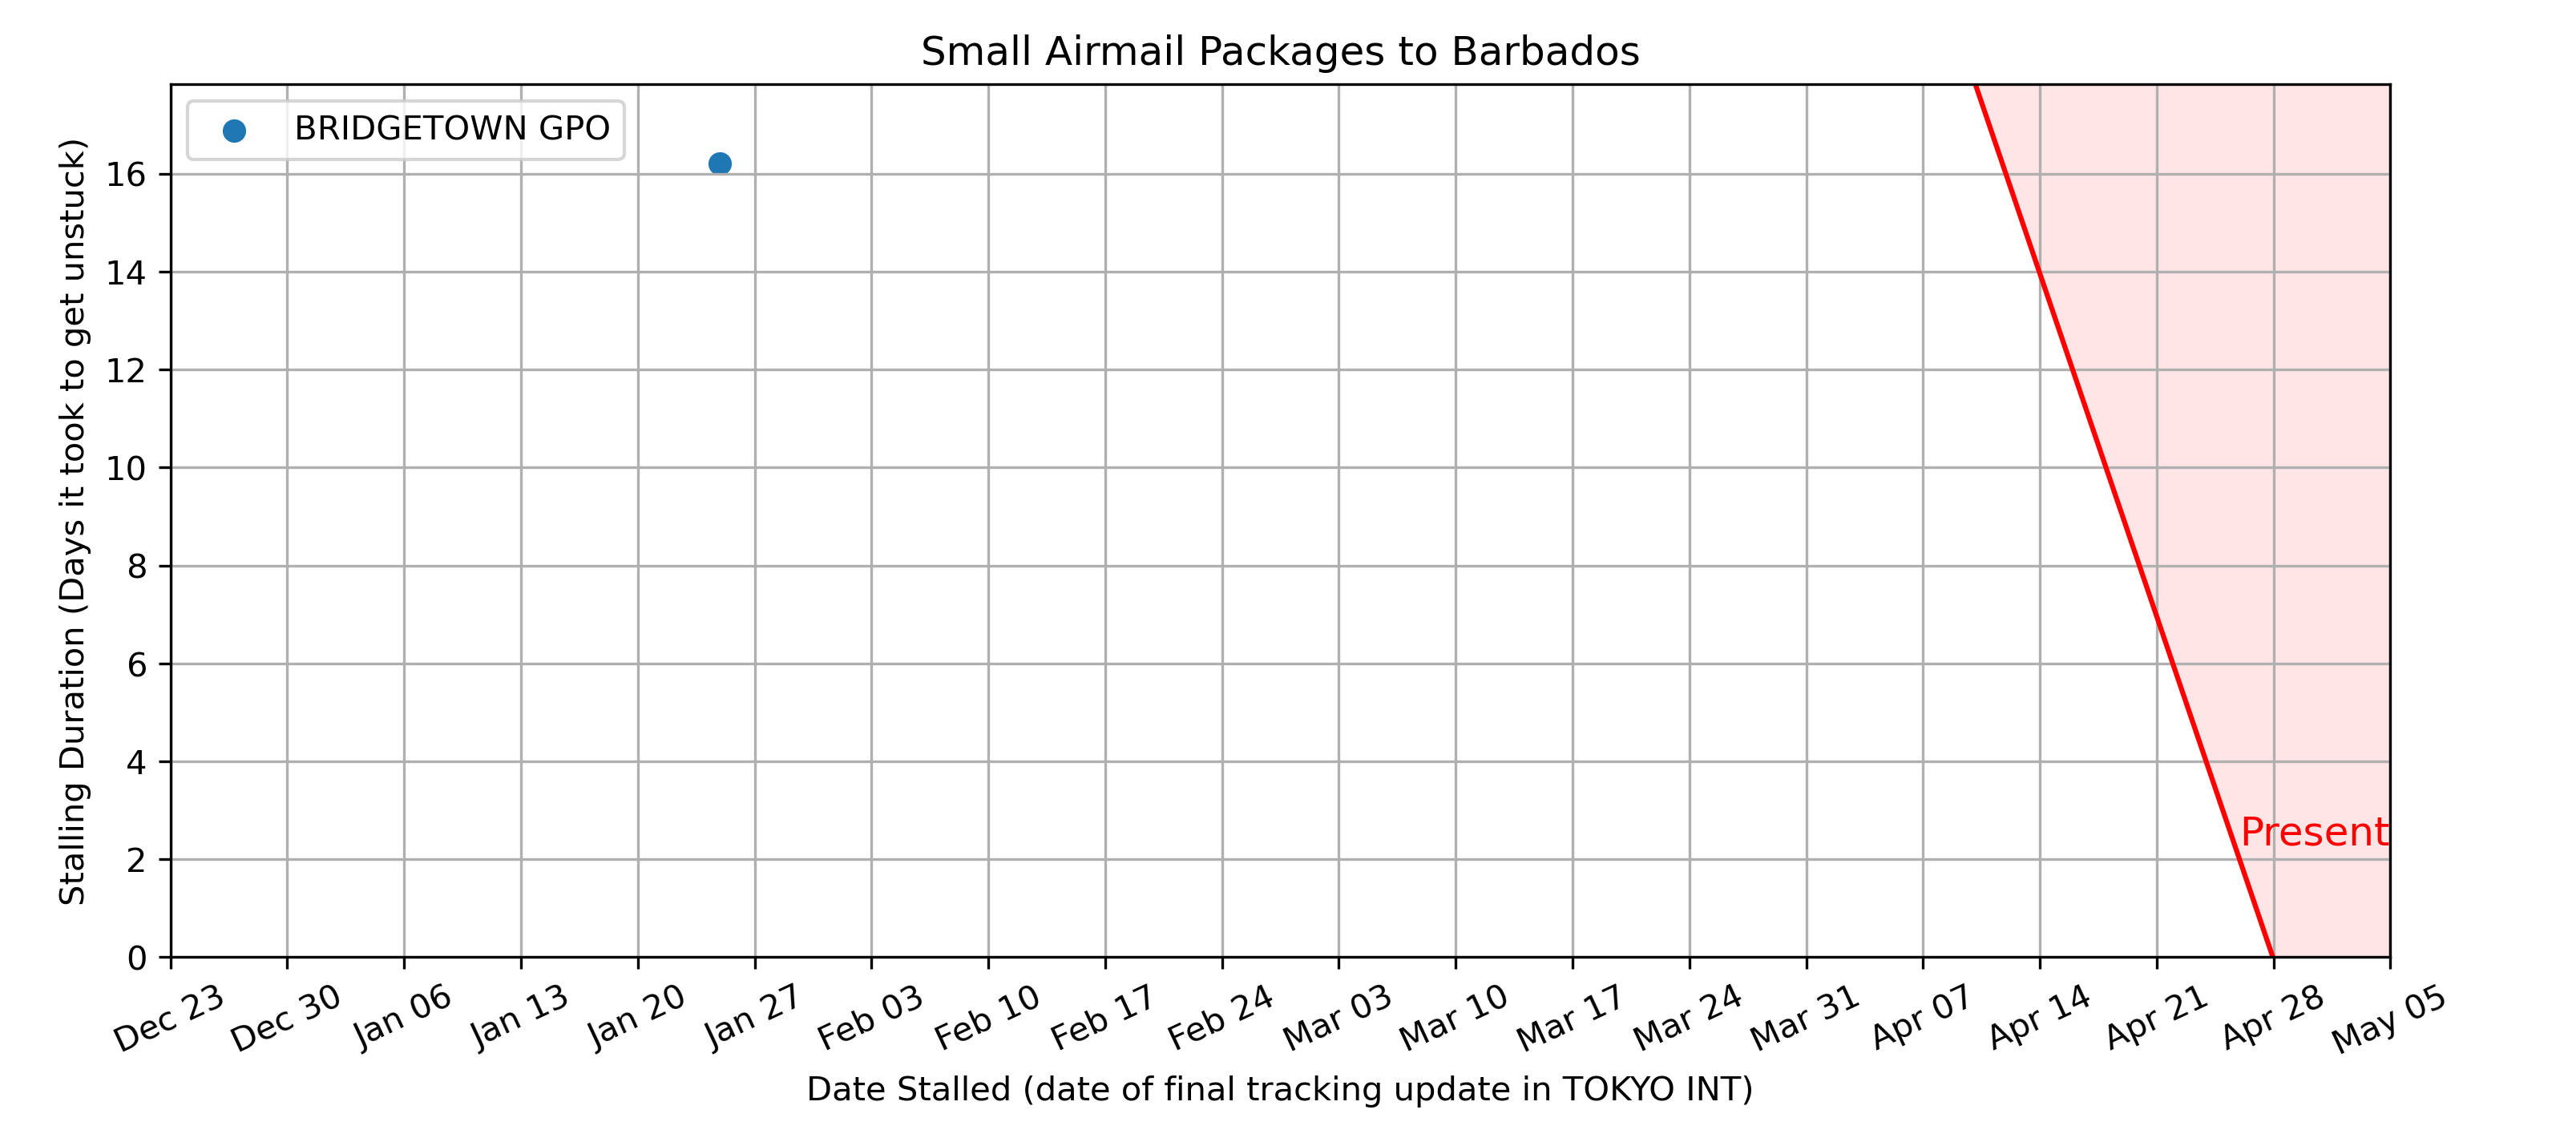 Small Airmail Packages to Barbados
BRIDGETOWN GPO
Stalling Duration (Days it took to get unstuck)
16
14
12
10
8
6
4
2
0
Present
Dec 23
Dec 30
Jan 06
Jan 13
Jan 20
Jan 27
Feb 03
Feb 10
Feb 17
Feb 24
Mar 03
Mar 10
Mar 17
Mar 24
Mar 31
Apr 07
Apr 14
Apr 21
Apr 28
May 05
Date Stalled (date of final tracking update in TOKYO INT)